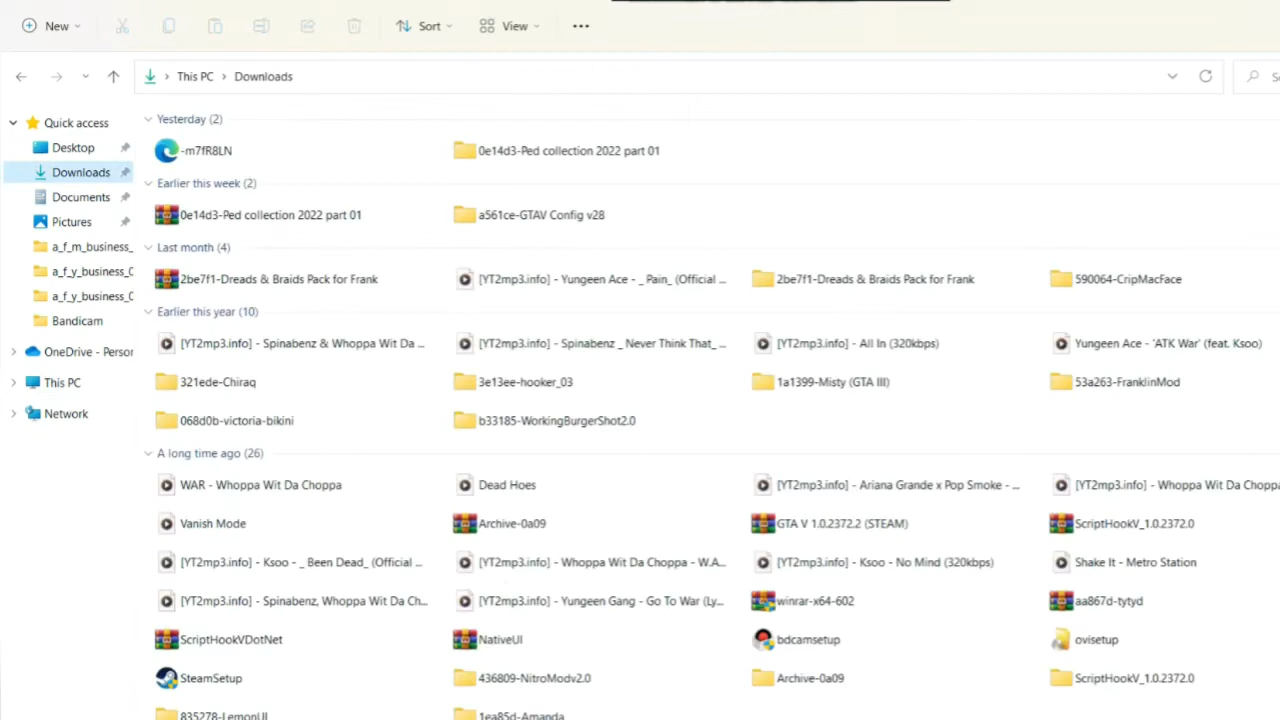 New Sort View
This PC > Downloads
Quick access
Desktop
Downloads
Documents
Pictures
a_f_m_business_
a_f_y_business_0
a_f_y_business_0
Bandicam
OneDrive - Person
This PC
Network
Yesterday (2)
-m7fR8LN 0e14d3-Ped collection 2022 part 01
Earlier this week (2)
0e14d3-Ped collection 2022 part 01 a561ce-GTAV Config v28
Last month (4)
2be7f1-Dreads & Braids Pack for Frank [YT2mp3.info] - Yungeen Ace - _ Pain_ (Official ... 2be7f1-Dreads & Braids Pack for Frank 590064-CripMacFace
Earlier this year (10)
[YT2mp3.info] - Spinabenz & Whoppa Wit Da ... [YT2mp3.info] - Spinabenz _ Never Think That_ ... [YT2mp3.info] - All In (320kbps) Yungeen Ace - 'ATK War' (feat. Ksoo)
321ede-Chiraq 3e13ee-hooker_03 1a1399-Misty (GTA III) 53a263-FranklinMod
068d0b-victoria-bikini b33185-WorkingBurgerShot2.0
A long time ago (26)
WAR - Whoppa Wit Da Choppa Dead Hoes [YT2mp3.info] - Ariana Grande x Pop Smoke - ... [YT2mp3.info] - Whoppa Wit Da Choppa
Vanish Mode Archive-0a09 GTA V 1.0.2372.2 (STEAM) ScriptHookV_1.0.2372.0
[YT2mp3.info] - Ksoo - _ Been Dead_ (Official ... [YT2mp3.info] - Whoppa Wit Da Choppa - W.A... [YT2mp3.info] - Ksoo - No Mind (320kbps) Shake It - Metro Station
[YT2mp3.info] - Spinabenz, Whoppa Wit Da Ch... [YT2mp3.info] - Yungeen Gang - Go To War (Ly... winrar-x64-602 aa867d-tytyd
ScriptHookVDotNet NativeUI bdcamsetup ovisetup
SteamSetup 436809-NitroModv2.0 Archive-0a09 ScriptHookV_1.0.2372.0
835278-LemonUI 1ea85d-Amanda